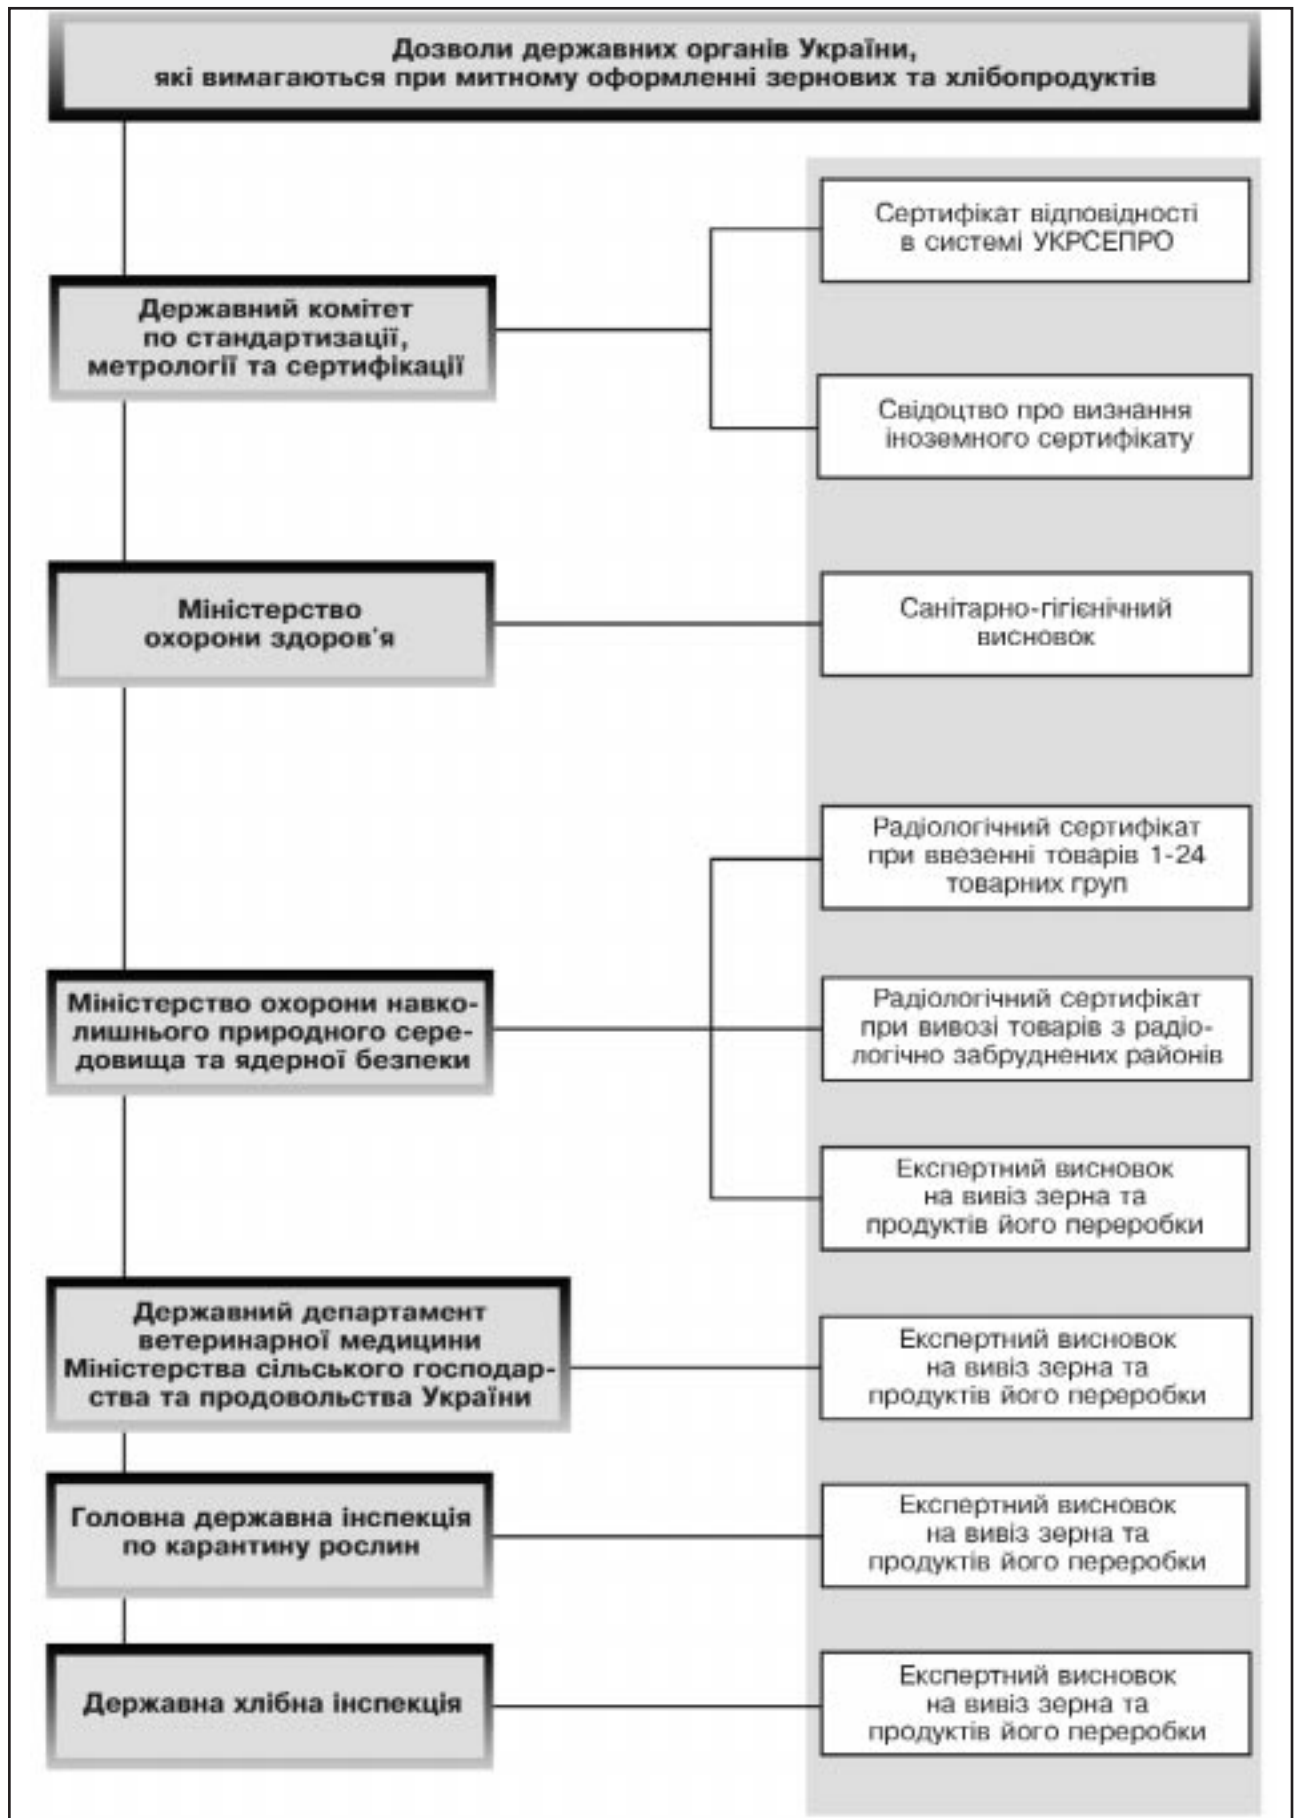 Дозволи державних органів України,
які вимагаються при митному оформленні зернових та хлібопродуктів
Сертифікат відповідності
в системі УКРСЕПРО
Державний комітет
по стандартизації,
метрології та сертифікації
Свідоцтво про визнання
іноземного сертифікату
Міністерство
охорони здоров'я
Санітарно-гігієнічний
висновок
Радіологічний сертифікат
при ввезенні товарів 1-24
товарних груп
Міністерство охорони навко-
лишнього природного сере-
довища та ядерної безпеки
Радіологічний сертифікат
при вивозі товарів з радіо-
логічно забруднених районів
Експертний висновок
на вивіз зерна та
продуктів його переробки
Державний департамент
ветеринарної медицини
Міністерства сільського господар-
ства та продовольства України
Експертний висновок
на вивіз зерна та
продуктів його переробки
Головна державна інспекція
по карантину рослин
Експертний висновок
на вивіз зерна та
продуктів його переробки
Державна хлібна інспекція
Експертний висновок
на вивіз зерна та
продуктів його переробки